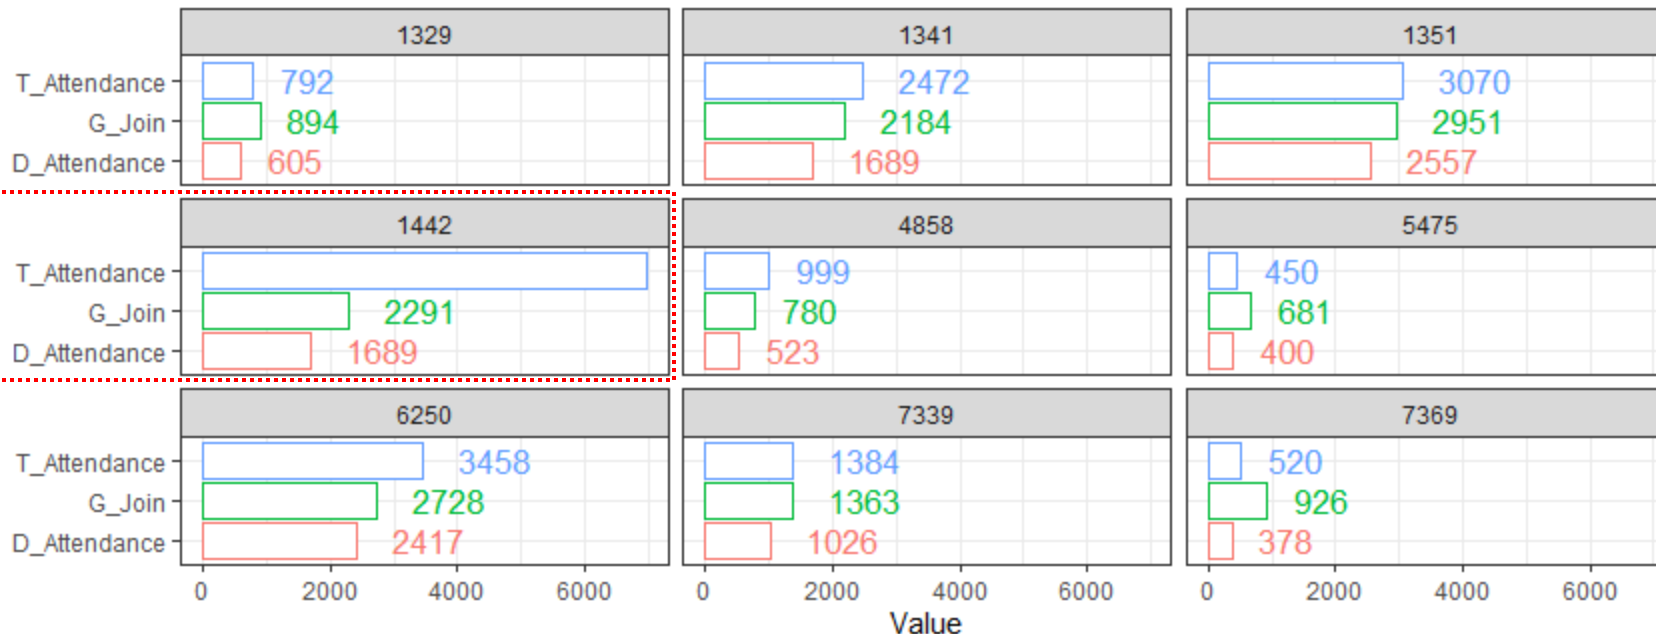 1329 1341 1351
T_Attendance 792 2472 3070
G_Join 894 2184 2951
D_Attendance 605 1689 2557
1442 4858 5475
T_Attendance 999 450
G_Join 2291 780 681
D_Attendance 1689 523 400
6250 7339 7369
T_Attendance 3458 1384 520
G_Join 2728 1363 926
D_Attendance 2417 1026 378
0 2000 4000 6000 0 2000 4000 6000 0 2000 4000 6000
Value